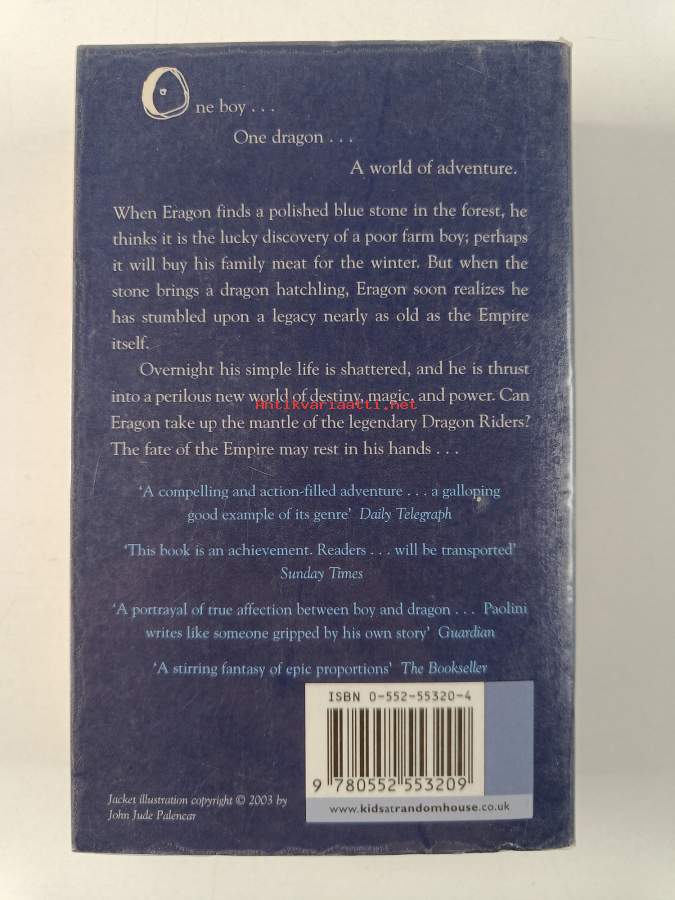 One boy . . .
One dragon . . .
A world of adventure.
When Eragon finds a polished blue stone in the forest, he
thinks it is the lucky discovery of a poor farm boy; perhaps
it will buy his family meat for the winter. But when the
stone brings a dragon hatchling, Eragon soon realizes he
has stumbled upon a legacy nearly as old as the Empire
itself.
Overnight his simple life is shattered, and he is thrust
into a perilous new world of destiny, magic, and power. Can
Antikvariaatti.net
Eragon take up the mantle of the legendary Dragon Riders?
The fate of the Empire may rest in his hands . . .
‘A compelling and action-filled adventure . . . a galloping
good example of its genre’ Daily Telegraph
‘This book is an achievement. Readers . . . will be transported’
Sunday Times
‘A portrayal of true affection between boy and dragon . . . Paolini
writes like someone gripped by his own story’ Guardian
‘A stirring fantasy of epic proportions’ The Bookseller
ISBN 0-552-55320-4
9 780552 553209
www.kidsatrandomhouse.co.uk
Jacket illustration copyright © 2003 by
John Jude Palencar